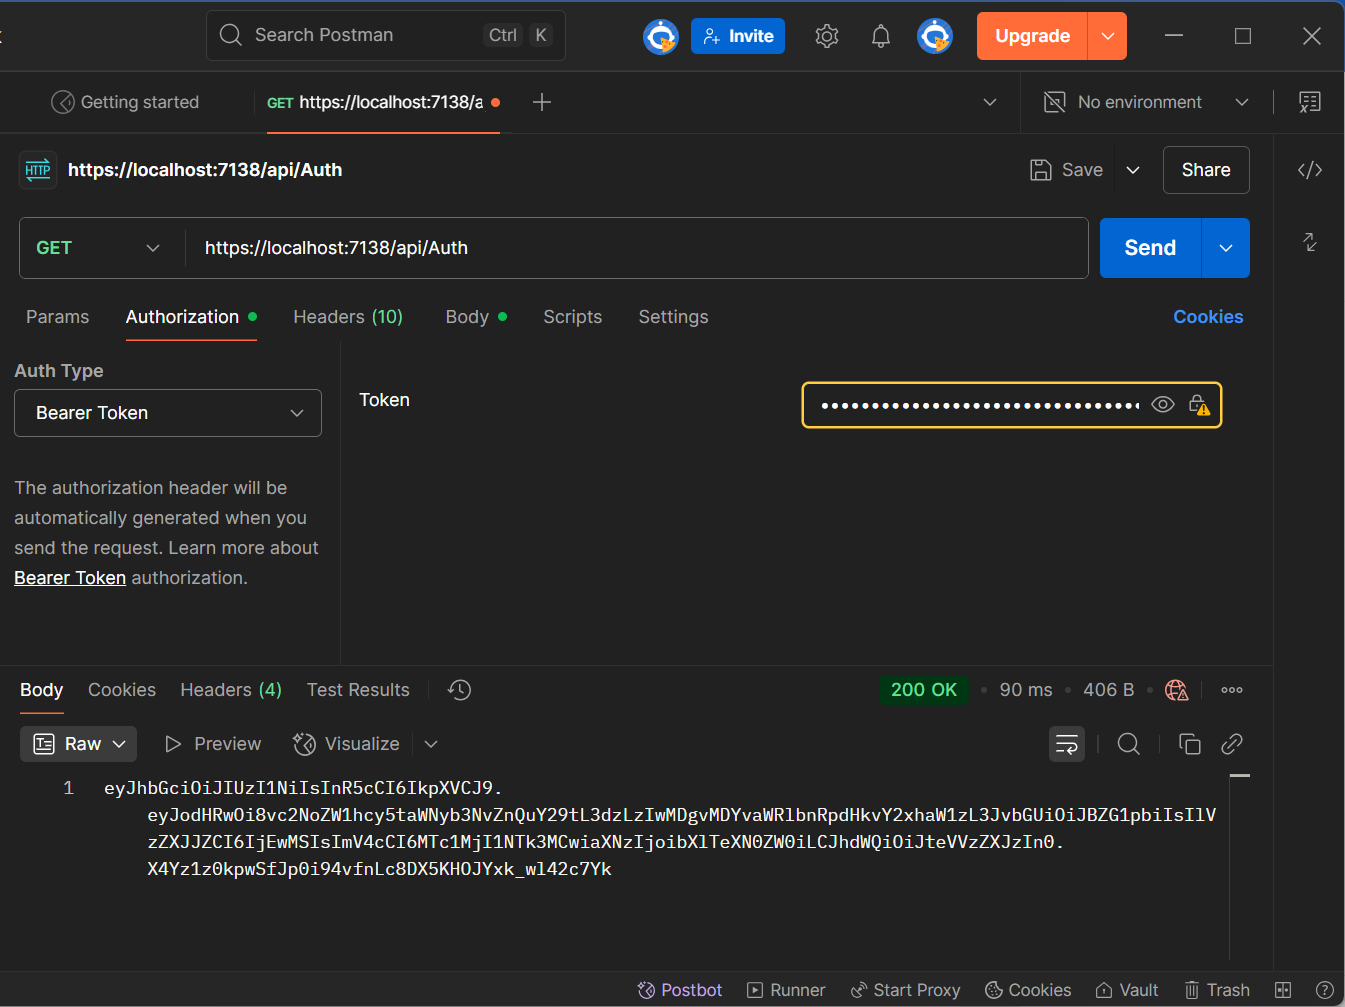 Search Postman Ctrl K Invite Upgrade
Getting started GET https://localhost:7138/a No environment
HTTP https://localhost:7138/api/Auth Save Share
GET https://localhost:7138/api/Auth Send
Params Authorization Headers (10) Body Scripts Settings Cookies
Auth Type
Bearer Token
Token
The authorization header will be
automatically generated when you
send the request. Learn more about
Bearer Token authorization.
Body Cookies Headers (4) Test Results 200 OK 90 ms 406 B
Raw Preview Visualize
1 eyJhbGciOiJIUzI1NiIsInR5cCI6IkpXVCJ9.
eyJodHRwOi8vc2NoZW1hcy5taWNyb3NvZnQuY29tL3dzLzIwMDgvMDYvaWRlbnRpdHkvY2xhaW1zL3JvbGUiOiJBZG1pbiIsIlV
zZXJJZCI6IjEwMSIsImV4cCI6MTc1MjI1NTk3MCwiaXNzIjoibXlTeXN0ZW0iLCJhdWQiOiJteVVzZXJzIn0.
X4Yz1z0kpwSfJp0i94vfnLc8DX5KHOJYxk_wl42c7Yk
Postbot Runner Start Proxy Cookies Vault Trash